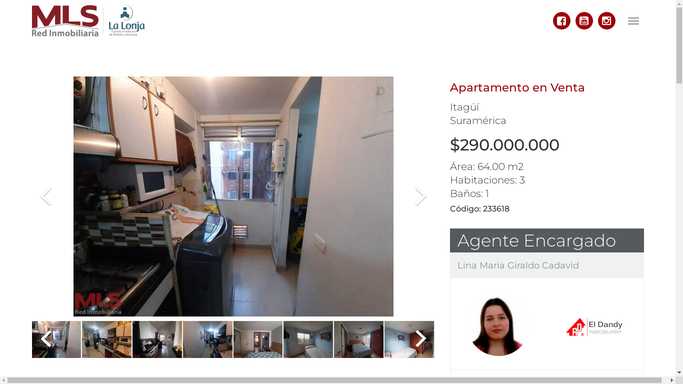 MLS
Red Inmobiliaria
La Lonja
Apartamento en Venta
Itagüí
Suramérica
$290.000.000
Área: 64.00 m2
Habitaciones: 3
Baños: 1
Código: 233618
MLS
Red Inmobiliaria
Agente Encargado
Lina Maria Giraldo Cadavid
El Dandy